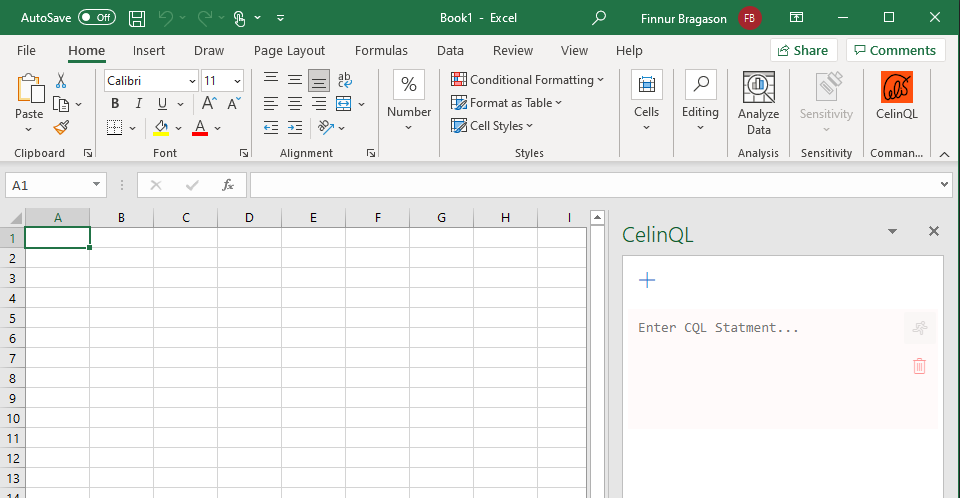 AutoSave Off Book1 - Excel Finnur Bragason FB
File Home Insert Draw Page Layout Formulas Data Review View Help Share Comments
Paste
Calibri 11
B I U A A
A
ab
c
%
Number
Conditional Formatting
Format as Table
Cell Styles
Cells
Editing
Analyze
Data
Sensitivity
CelinQL
Clipboard Font Alignment Styles Analysis Sensitivity Comman...
A1 fx
A B C D E F G H I
1
2
3
4
5
6
7
8
9
10
11
12
13
14
CelinQL
Enter CQL Statment...